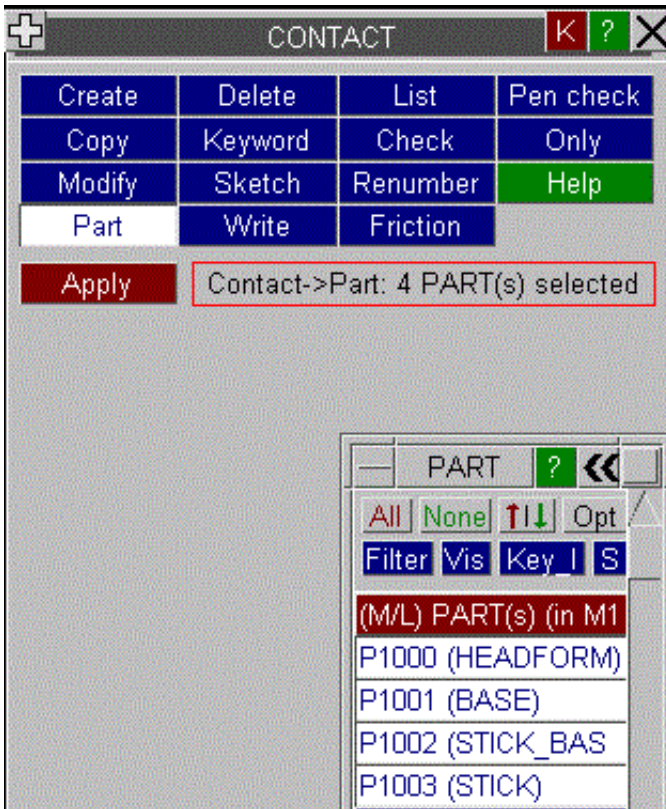 CONTACT K ?
Create Delete List Pen check
Copy Keyword Check Only
Modify Sketch Renumber Help
Part Write Friction
Apply Contact->Part: 4 PART(s) selected
PART ?
All None Opt
Filter Vis Key_I S
(M/L) PART(s) (in M1
P1000 (HEADFORM)
P1001 (BASE)
P1002 (STICK_BAS
P1003 (STICK)